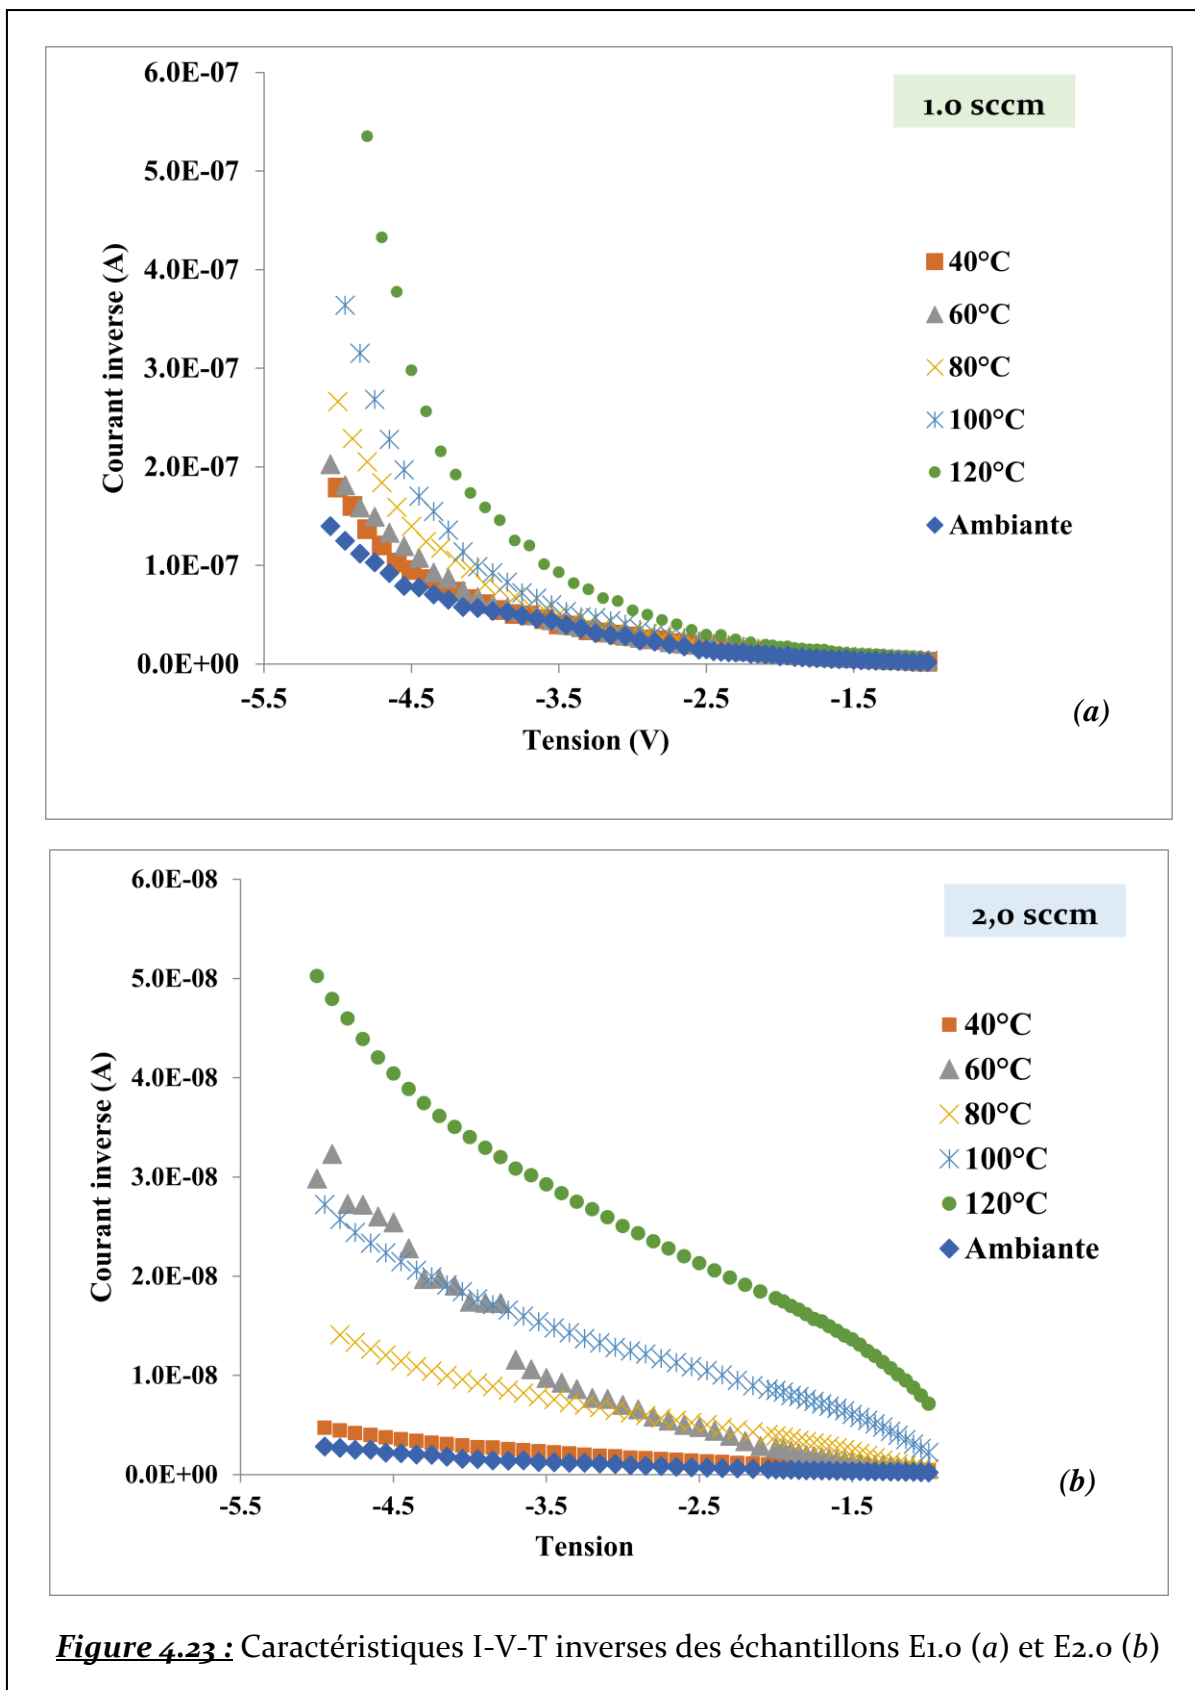 6.0E-07
1.0 sccm
5.0E-07
4.0E-07
3.0E-07
2.0E-07
1.0E-07
0.0E+00
Courant inverse (A)
40°C
60°C
80°C
100°C
120°C
Ambiante
-5.5 -4.5 -3.5 -2.5 -1.5
(a)
Tension (V)
6.0E-08
2,0 sccm
5.0E-08
4.0E-08
3.0E-08
2.0E-08
1.0E-08
0.0E+00
Courant inverse (A)
40°C
60°C
80°C
100°C
120°C
Ambiante
(b)
-5.5 -4.5 -3.5 -2.5 -1.5
Tension
Figure 4.23 : Caractéristiques I-V-T inverses des échantillons E1.0 (a) et E2.0 (b)